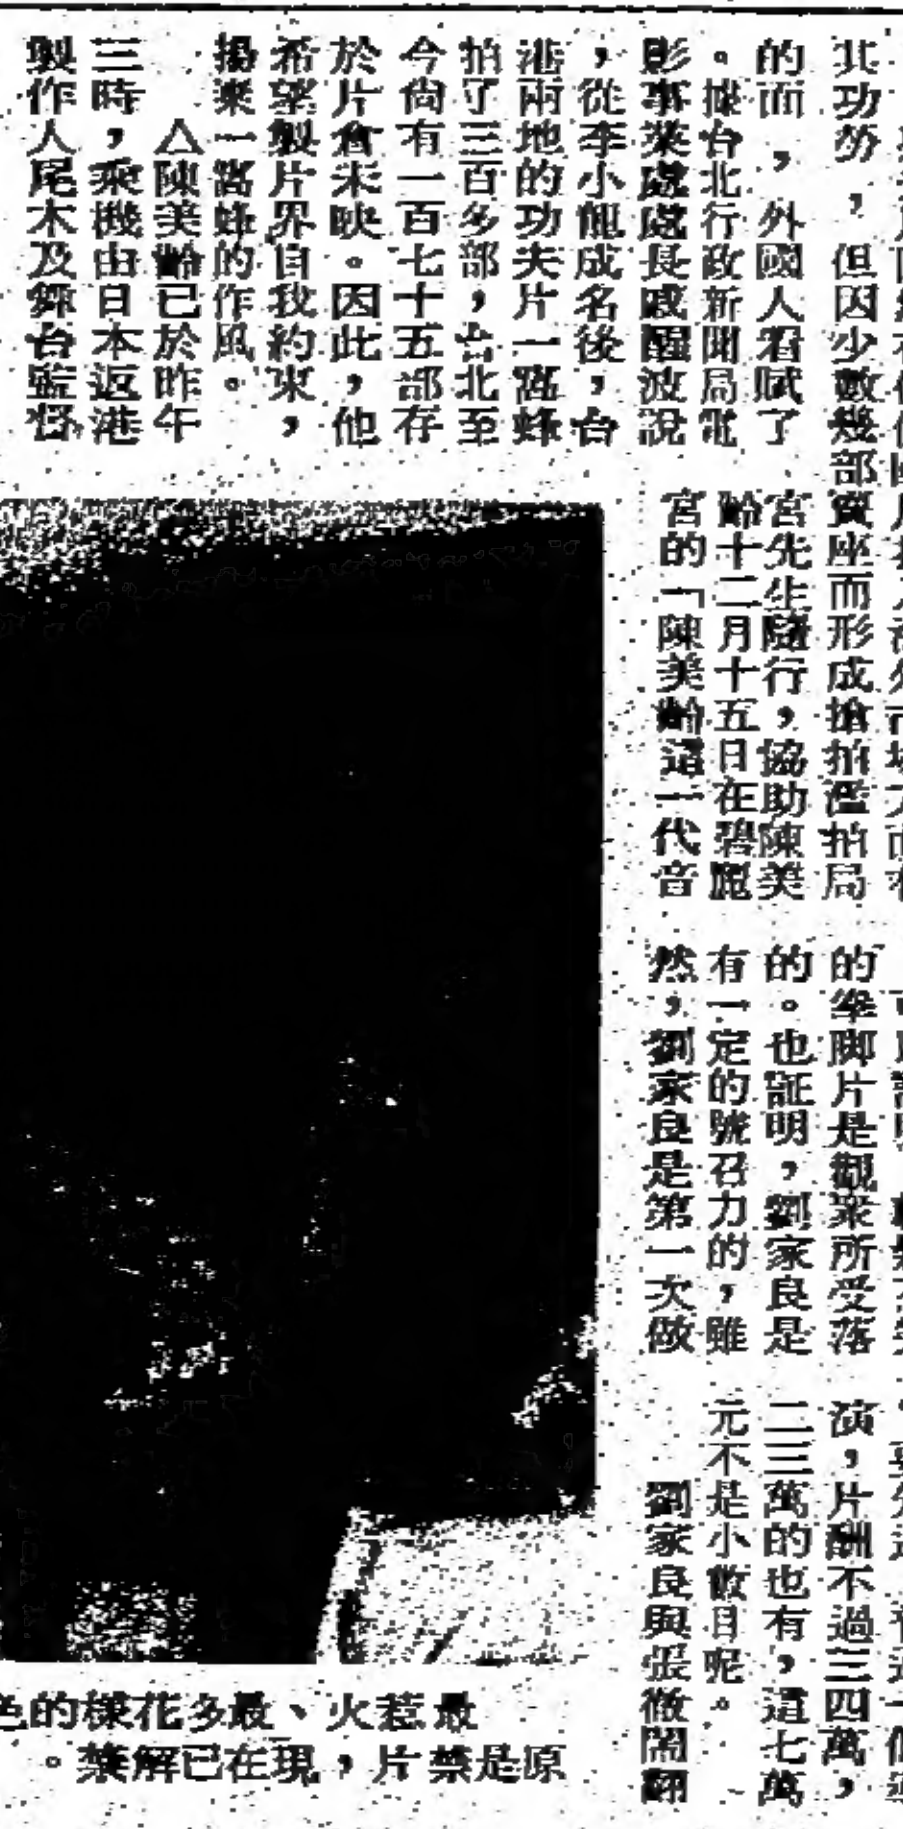 其功勞，但因少數幾部賣座而形成搶拍濫拍局
的面，外國人看賦了
。據台北行政新聞局電
影事業處處長戚醒波說
，從李小龍成名後，台
港兩地的功夫片一窩蜂
拍了三百多部，台北至
今尙有一百七十五部存
於片倉未映。因此，他
希望製片界自我約束，
揚棄一窩蜂的作風。
△陳美齡已於昨午
三時，乘機由日本返港
製作人尾木及舞台監督
宮先生隨行，協助陳美
齡十二月十五日在碧麗
宮的「陳美齡這一代音
的拳脚片是觀衆所受落
的。也証明，劉家良是
有一定的號召力的，雖
然，劉家良是第一次做
演，片酬不過三四萬，
二三萬的也有，這七萬
元不是小數目呢。
劉家良與張徹鬧翻
最惹火、最多花樣的色
原是禁片，現在已解禁。